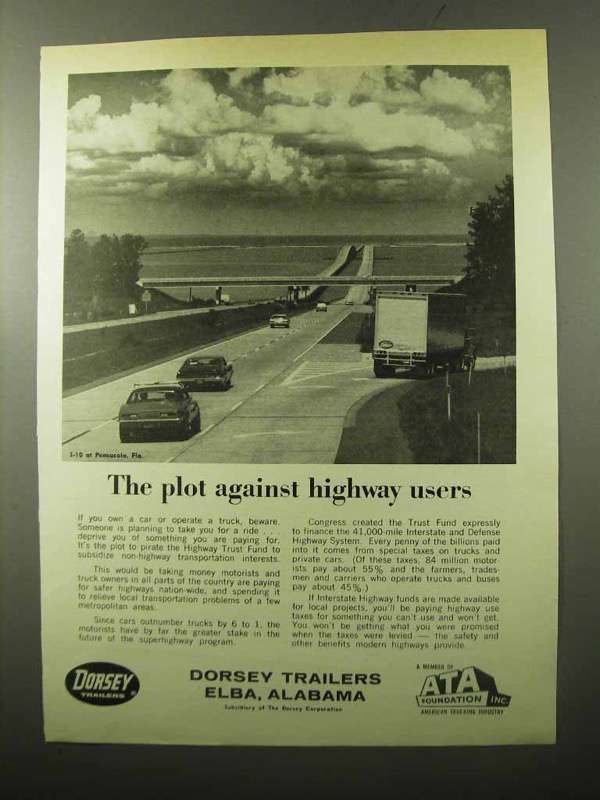 I-10 at Pensacola, Fla.
The plot against highway users
If you own a car or operate a truck, beware.
Someone is planning to take you for a ride . . .
deprive you of something you are paying for.
It's the plot to pirate the Highway Trust Fund to
subsidize non-highway transportation interests.
This would be taking money motorists and
truck owners in all parts of the country are paying
for safer highways nation-wide, and spending it
to relieve local transportation problems of a few
metropolitan areas.
Since cars outnumber trucks by 6 to 1, the
motorists have by far the greater stake in the
future of the superhighway program.
Congress created the Trust Fund expressly
to finance the 41,000-mile Interstate and Defense
Highway System. Every penny of the billions paid
into it comes from special taxes on trucks and
private cars. (Of these taxes, 84 million motor-
ists pay about 55% and the farmers, trades-
men and carriers who operate trucks and buses
pay about 45%.)
If Interstate Highway funds are made available
for local projects, you'll be paying highway use
taxes for something you can't use and won't get.
You won't be getting what you were promised
when the taxes were levied — the safety and
other benefits modern highways provide.
DORSEY
TRAILERS
DORSEY TRAILERS
ELBA, ALABAMA
Subsidiary of The Dorsey Corporation
A MEMBER OF
ATA
FOUNDATION INC.
AMERICAN TRUCKING INDUSTRY